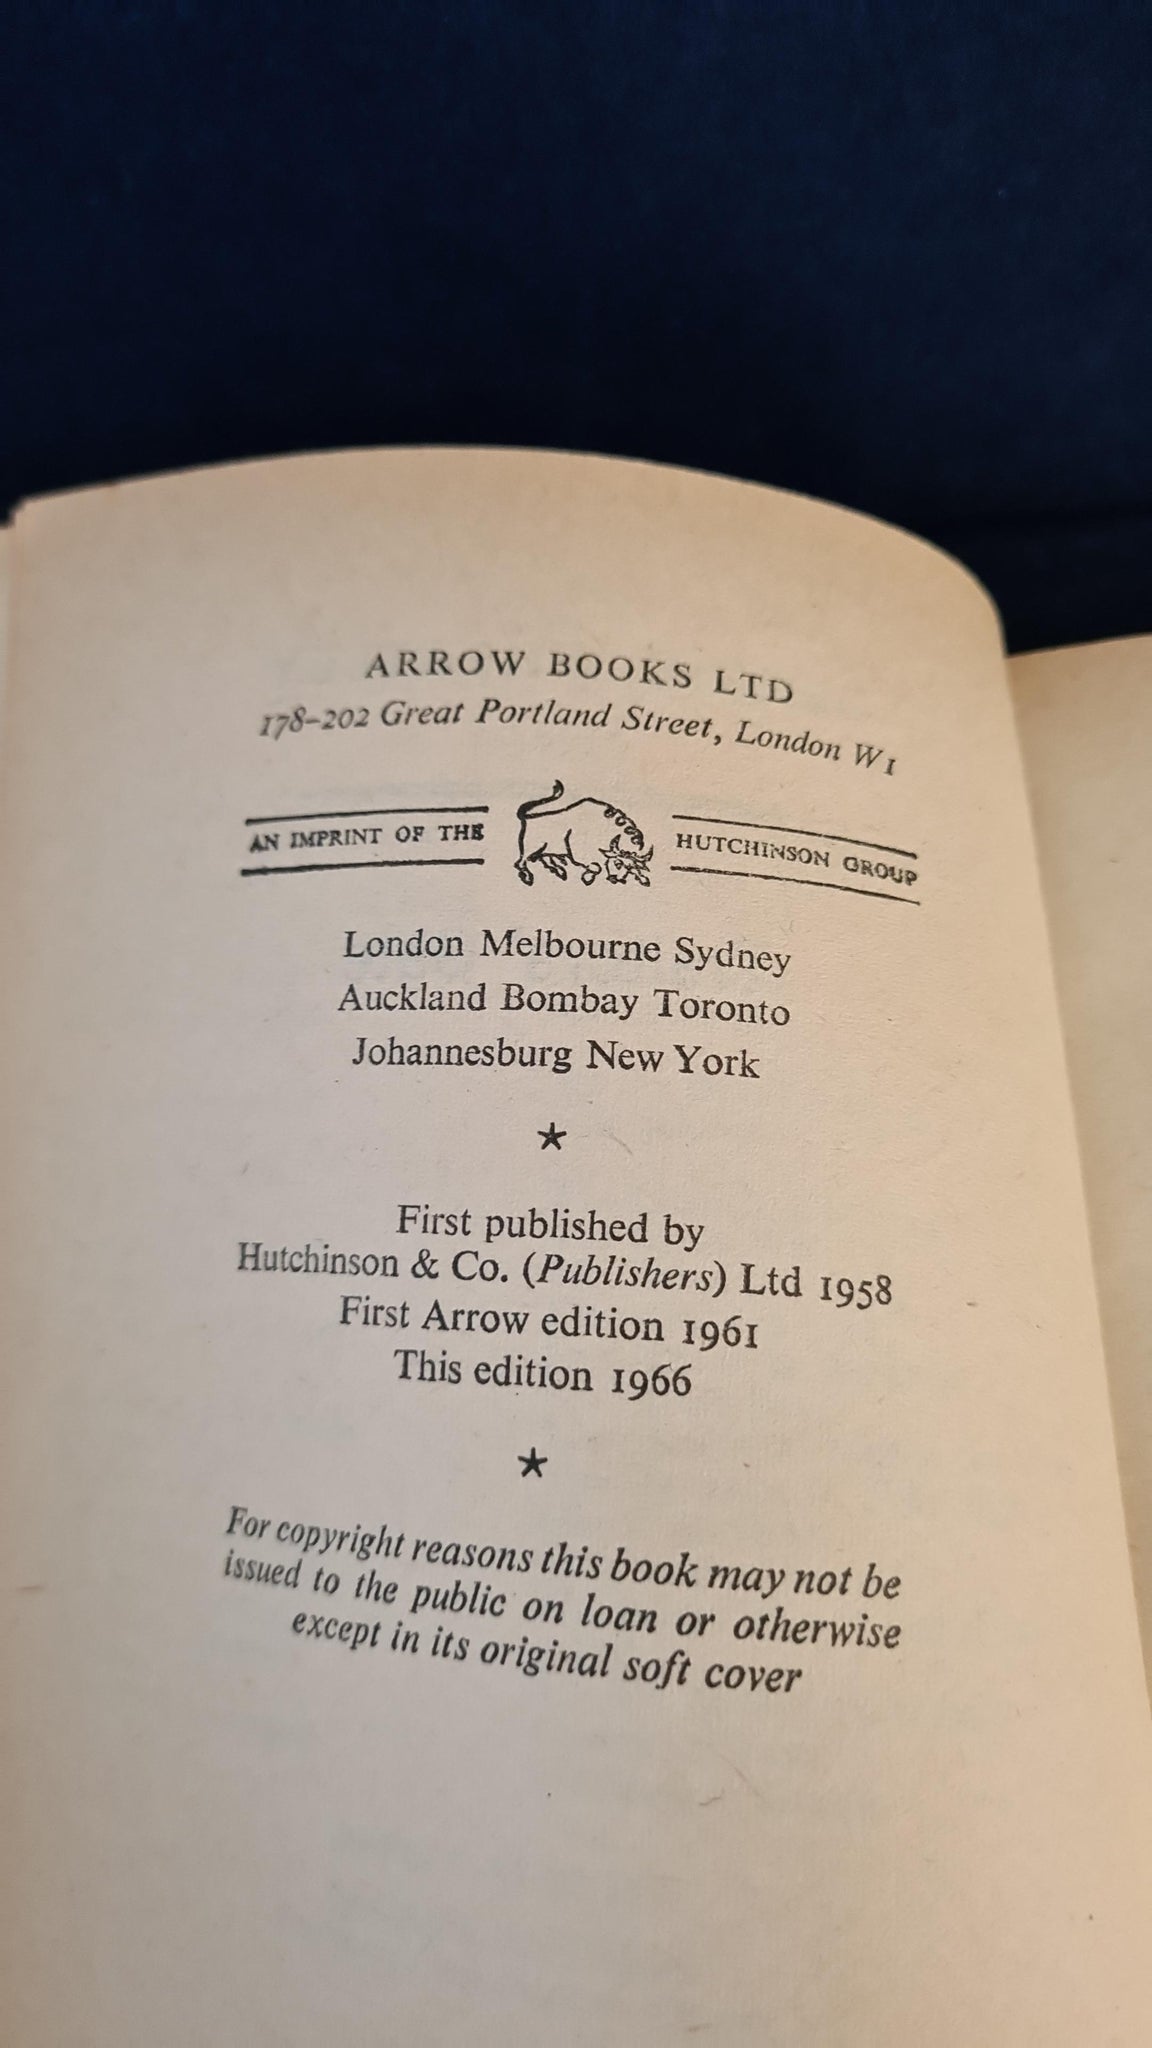 ARROW BOOKS LTD
178–202 Great Portland Street, London W1
AN IMPRINT OF THE HUTCHINSON GROUP
London Melbourne Sydney
Auckland Bombay Toronto
Johannesburg New York
★
First published by
Hutchinson & Co. (Publishers) Ltd 1958
First Arrow edition 1961
This edition 1966
★
For copyright reasons this book may not be
issued to the public on loan or otherwise
except in its original soft cover